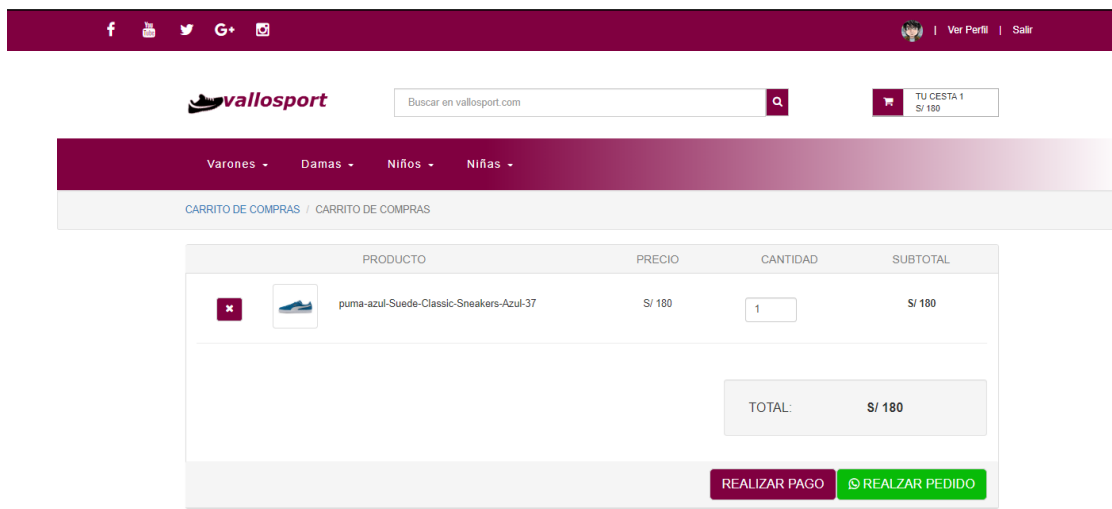 You Tube
G+
| Ver Perfil | Salir
vallosport
Buscar en vallosport.com
TU CESTA 1
S/ 180
Varones Damas Niños Niñas
CARRITO DE COMPRAS / CARRITO DE COMPRAS
PRODUCTO PRECIO CANTIDAD SUBTOTAL
puma-azul-Suede-Classic-Sneakers-Azul-37 S/ 180 1 S/ 180
TOTAL: S/ 180
REALIZAR PAGO REALZAR PEDIDO